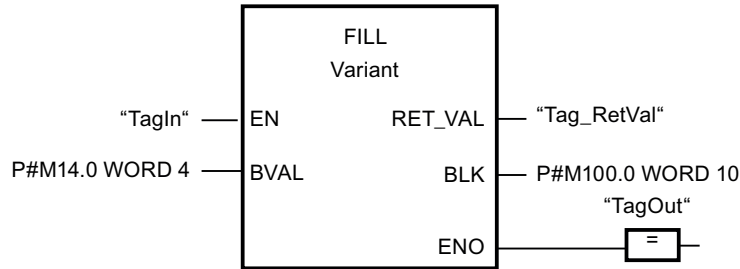 FILL
Variant
“TagIn“ EN RET_VAL “Tag_RetVal“
P#M14.0 WORD 4 BVAL BLK P#M100.0 WORD 10
“TagOut“
ENO =